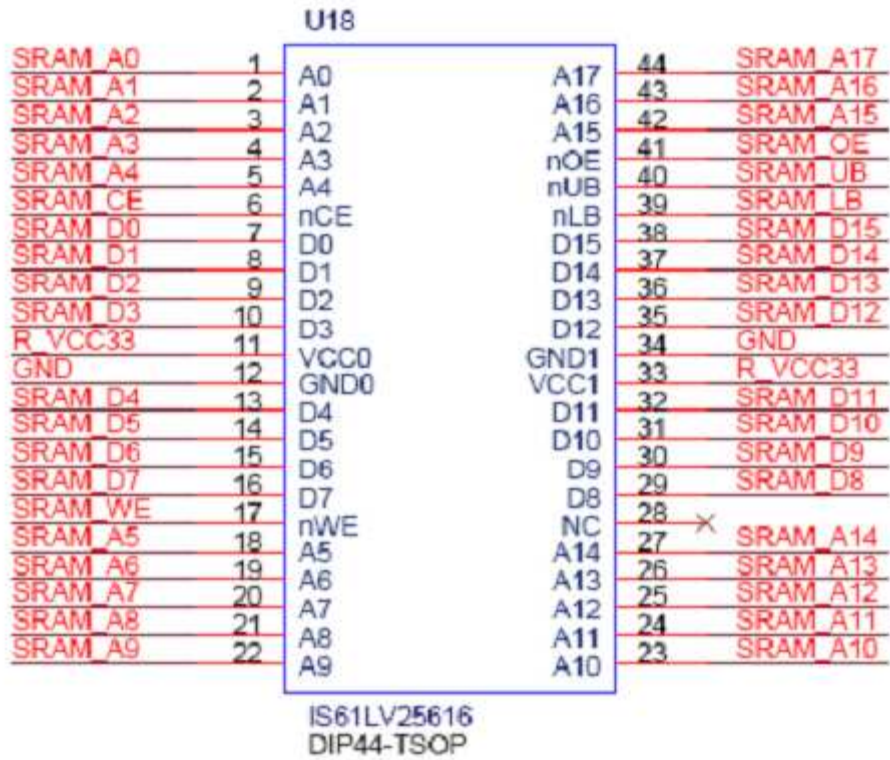 U18
SRAM_A0 1 A0 A17 44 SRAM_A17
SRAM_A1 2 A1 A16 43 SRAM_A16
SRAM_A2 3 A2 A15 42 SRAM_A15
SRAM_A3 4 A3 nOE 41 SRAM_OE
SRAM_A4 5 A4 nUB 40 SRAM_UB
SRAM_CE 6 nCE nLB 39 SRAM_LB
SRAM_D0 7 D0 D15 38 SRAM_D15
SRAM_D1 8 D1 D14 37 SRAM_D14
SRAM_D2 9 D2 D13 36 SRAM_D13
SRAM_D3 10 D3 D12 35 SRAM_D12
R_VCC33 11 VCC0 GND1 34 GND
GND 12 GND0 VCC1 33 R_VCC33
SRAM_D4 13 D4 D11 32 SRAM_D11
SRAM_D5 14 D5 D10 31 SRAM_D10
SRAM_D6 15 D6 D9 30 SRAM_D9
SRAM_D7 16 D7 D8 29 SRAM_D8
SRAM_WE 17 nWE NC 28
SRAM_A5 18 A5 A14 27 SRAM_A14
SRAM_A6 19 A6 A13 26 SRAM_A13
SRAM_A7 20 A7 A12 25 SRAM_A12
SRAM_A8 21 A8 A11 24 SRAM_A11
SRAM_A9 22 A9 A10 23 SRAM_A10
IS61LV25616
DIP44-TSOP